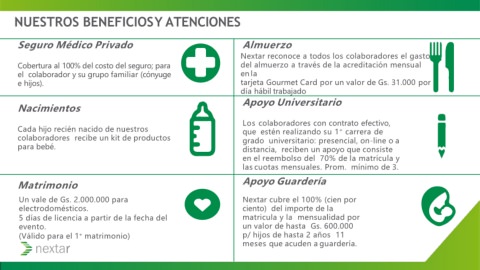 NUESTROS BENEFICIOS Y ATENCIONES
Seguro Médico Privado
Cobertura al 100% del costo del seguro; para
el colaborador y su grupo familiar (cónyuge
e hijos).
Almuerzo
Nextar reconoce a todos los colaboradores el gasto
del almuerzo a través de la acreditación mensual
en la
tarjeta Gourmet Card por un valor de Gs. 31.000 por
día hábil trabajado
Nacimientos
Cada hijo recién nacido de nuestros
colaboradores recibe un kit de productos
para bebé.
Apoyo Universitario
Los colaboradores con contrato efectivo,
que estén realizando su 1° carrera de
grado universitario: presencial, on-line o a
distancia, reciben un apoyo que consiste
en el reembolso del 70% de la matricula y
las cuotas mensuales. Prom. mínimo de 3.
Matrimonio
Un vale de Gs. 2.000.000 para
electrodomésticos.
5 días de licencia a partir de la fecha del
evento.
(Válido para el 1° matrimonio)
nextar
Apoyo Guardería
Nextar cubre el 100% (cien por
ciento) del importe de la
matricula y la mensualidad por
un valor de hasta Gs. 600.000
p/ hijos de hasta 2 años 11
meses que acuden a guardería.